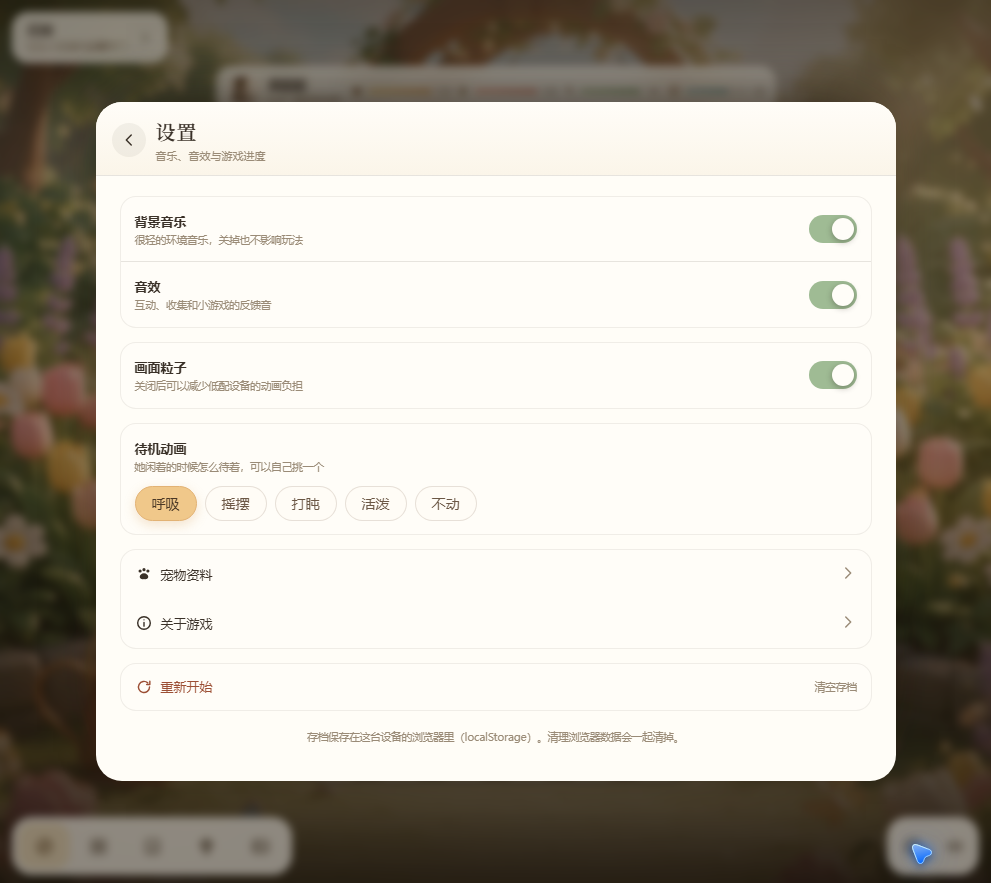 设置
音乐、音效与游戏进度
背景音乐
很轻的环境音乐，关掉也不影响玩法
音效
互动、收集和小游戏的反馈音
画面粒子
关闭后可以减少低配设备的动画负担
待机动画
她闲着的时候怎么待着，可以自己挑一个
呼吸 摇摆 打盹 活泼 不动
宠物资料
关于游戏
重新开始 清空存档
存档保存在这台设备的浏览器里（localStorage）。清理浏览器数据会一起清掉。